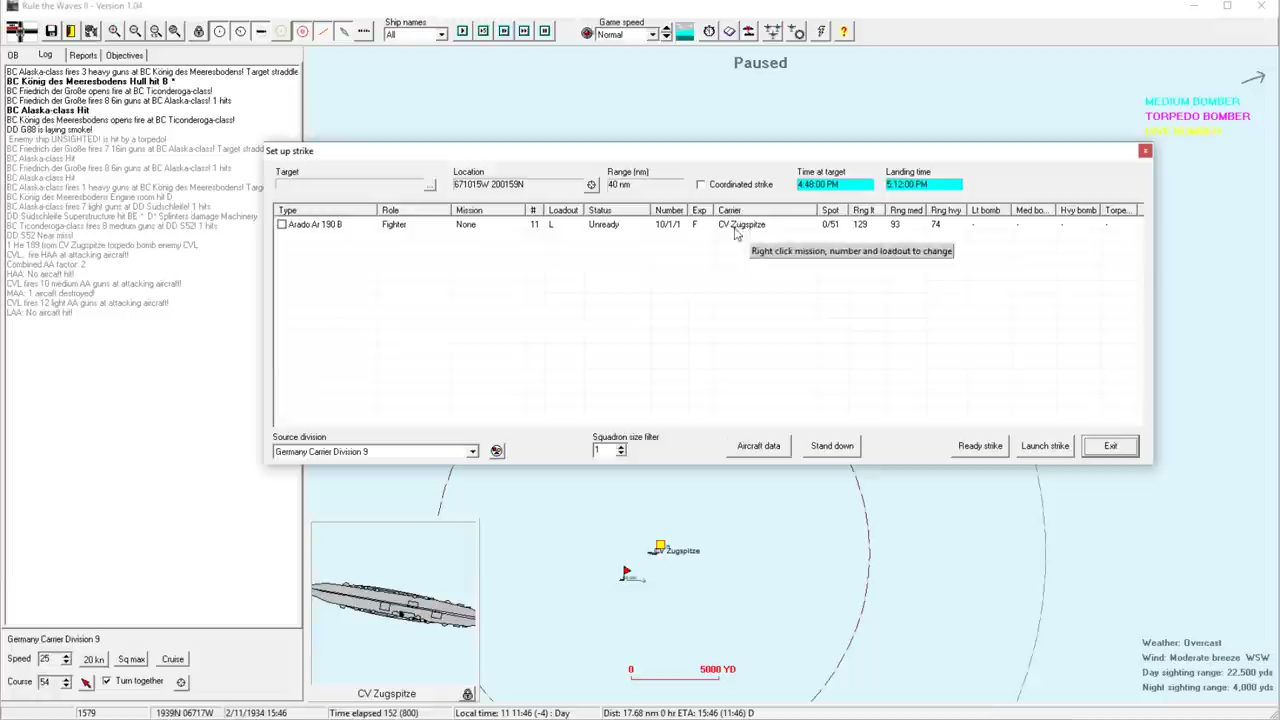 Rule the Waves II - Version 1.04
Ship names
All
Game speed
Normal
OB
Log
Reports
Objectives
Paused
BC Alaska-class fires 3 heavy guns at BC König des Meeresbodens! Target straddle
BC König des Meeresbodens Hull hit B *
BC Friedrich der Große opens fire at BC Ticonderoga-class!
BC Friedrich der Große fires 8 6in guns at BC Alaska-class! 1 hits
BC Alaska-class Hit
BC König des Meeresbodens opens fire at BC Ticonderoga-class!
DD G88 is laying smoke!
Enemy ship UNSIGHTED! is hit by a torpedo!
BC Friedrich der Große fires 7 16in guns at BC Alaska-class! Target stradd
BC Alaska-class Hit
BC Friedrich der Große fires 8 6in guns at BC Alaska-class! 1 hits
BC Alaska-class Hit
BC Alaska-class fires 1 heavy guns at BC König des Meeresbodens! Targe
BC König des Meeresbodens Engine room hit D
BC Alaska-class fires 7 light guns at DD Südschleife! 1 hits
DD Südschleife Superstructure hit BE * D* Splinters damage Machinery
BC Ticonderoga-class fires 8 medium guns at DD S52! 1 hits
DD S52 Near miss!
1 He 189 from CV Zugspitze torpedo bomb enemy CVL
CVL. fire HAA at attacking aircraft!
Combined AA factor: 2
HAA: No aircaft hit!
CVL fires 10 medium AA guns at attacking aircraft!
MAA: 1 aircaft destroyed!
CVL fires 12 light AA guns at attacking aircraft!
LAA: No aircaft hit!
MEDIUM BOMBER
TORPEDO BOMBER
Set up strike
Target
Location
Range (nm)
Time at target
Landing time
...
671015W 200159N
40 nm
Coordinated strike
4:48:00 PM
5:12:00 PM
Type Role Mission # Loadout Status Number Exp Carrier Spot Rng lt Rng med Rng hvy Lt bomb Med bo... Hvy bomb Torpe...
Arado Ar 190 B Fighter None 11 L Unready 10/1/1 F CV Zugspitze 0/51 129 93 74 - - - -
Right click mission, number and loadout to change
Source division
Germany Carrier Division 9
Squadron size filter
1
Aircraft data
Stand down
Ready strike
Launch strike
Exit
CV Zugspitze
0 5000 YD
Germany Carrier Division 9
Speed 25 20 kn Sq max Cruise
Course 54 Turn together
CV Zugspitze
Weather: Overcast
Wind: Moderate breeze WSW
Day sighting range: 22,500 yds
Night sighting range: 4,000 yds
1579 1939N 06717W 2/11/1934 15:46 Time elapsed 152 (800) Local time: 11 11:46 (-4) : Day Dist: 17.68 nm 0 hr ETA: 15:46 (11:46) D